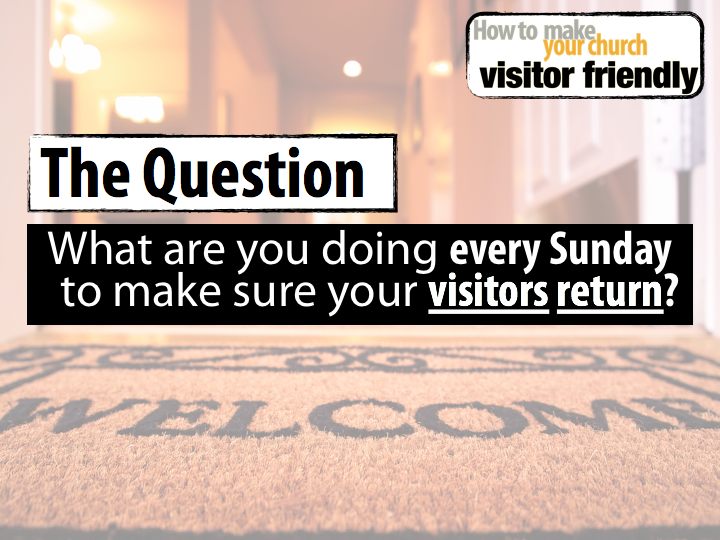 How to make
your church
visitor friendly
The Question
What are you doing every Sunday
to make sure your visitors return?
WELCOME